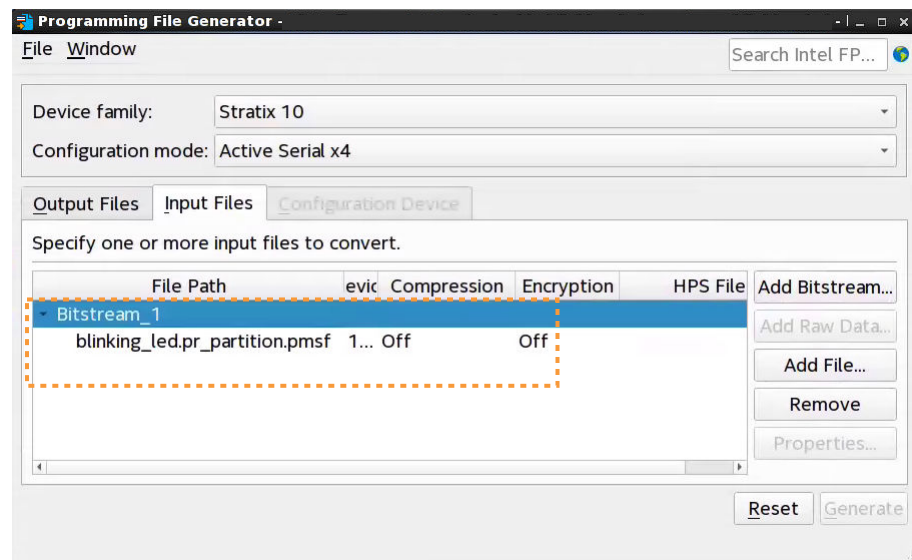 Programming File Generator -
File Window
Search Intel FP...
Device family: Stratix 10
Configuration mode: Active Serial x4
Output Files Input Files Configuration Device
Specify one or more input files to convert.
File Path evic Compression Encryption HPS File
Add Bitstream...
Bitstream_1
Add Raw Data...
blinking_led.pr_partition.pmsf 1... Off Off
Add File...
Remove
Properties...
Reset Generate